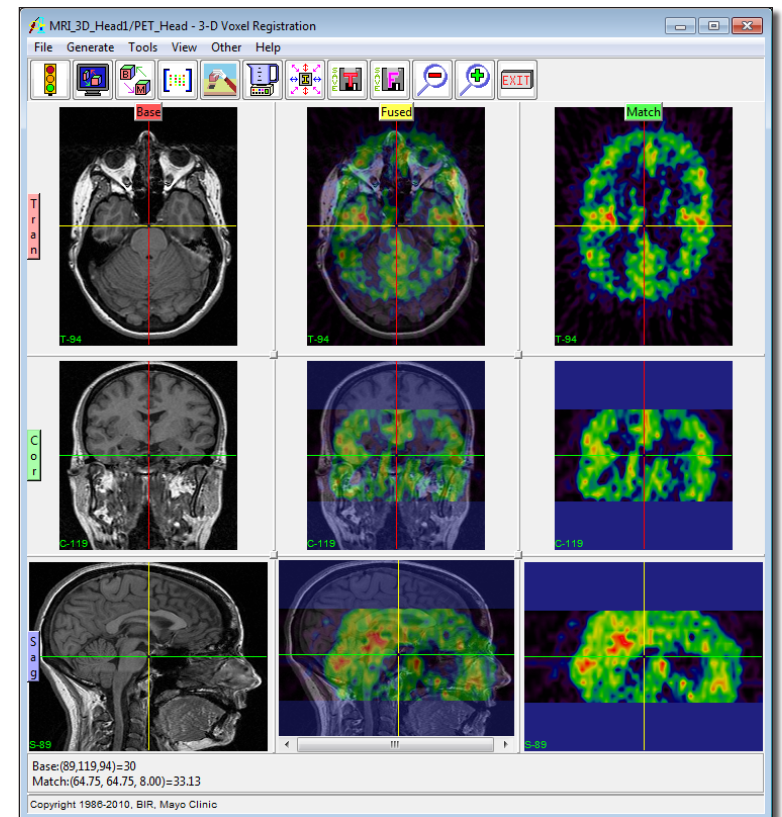 MRI_3D_Head1/PET_Head - 3-D Voxel Registration
File Generate Tools View Other Help
B M T F EXIT
Base Fused Match
Tran
T-94 T-94 T-94
Cor
C-119 C-119 C-119
Sag
S-89 S-89
Base:(89,119,94)=30
Match:(64.75, 64.75, 8.00)=33.13
Copyright 1986-2010, BIR, Mayo Clinic